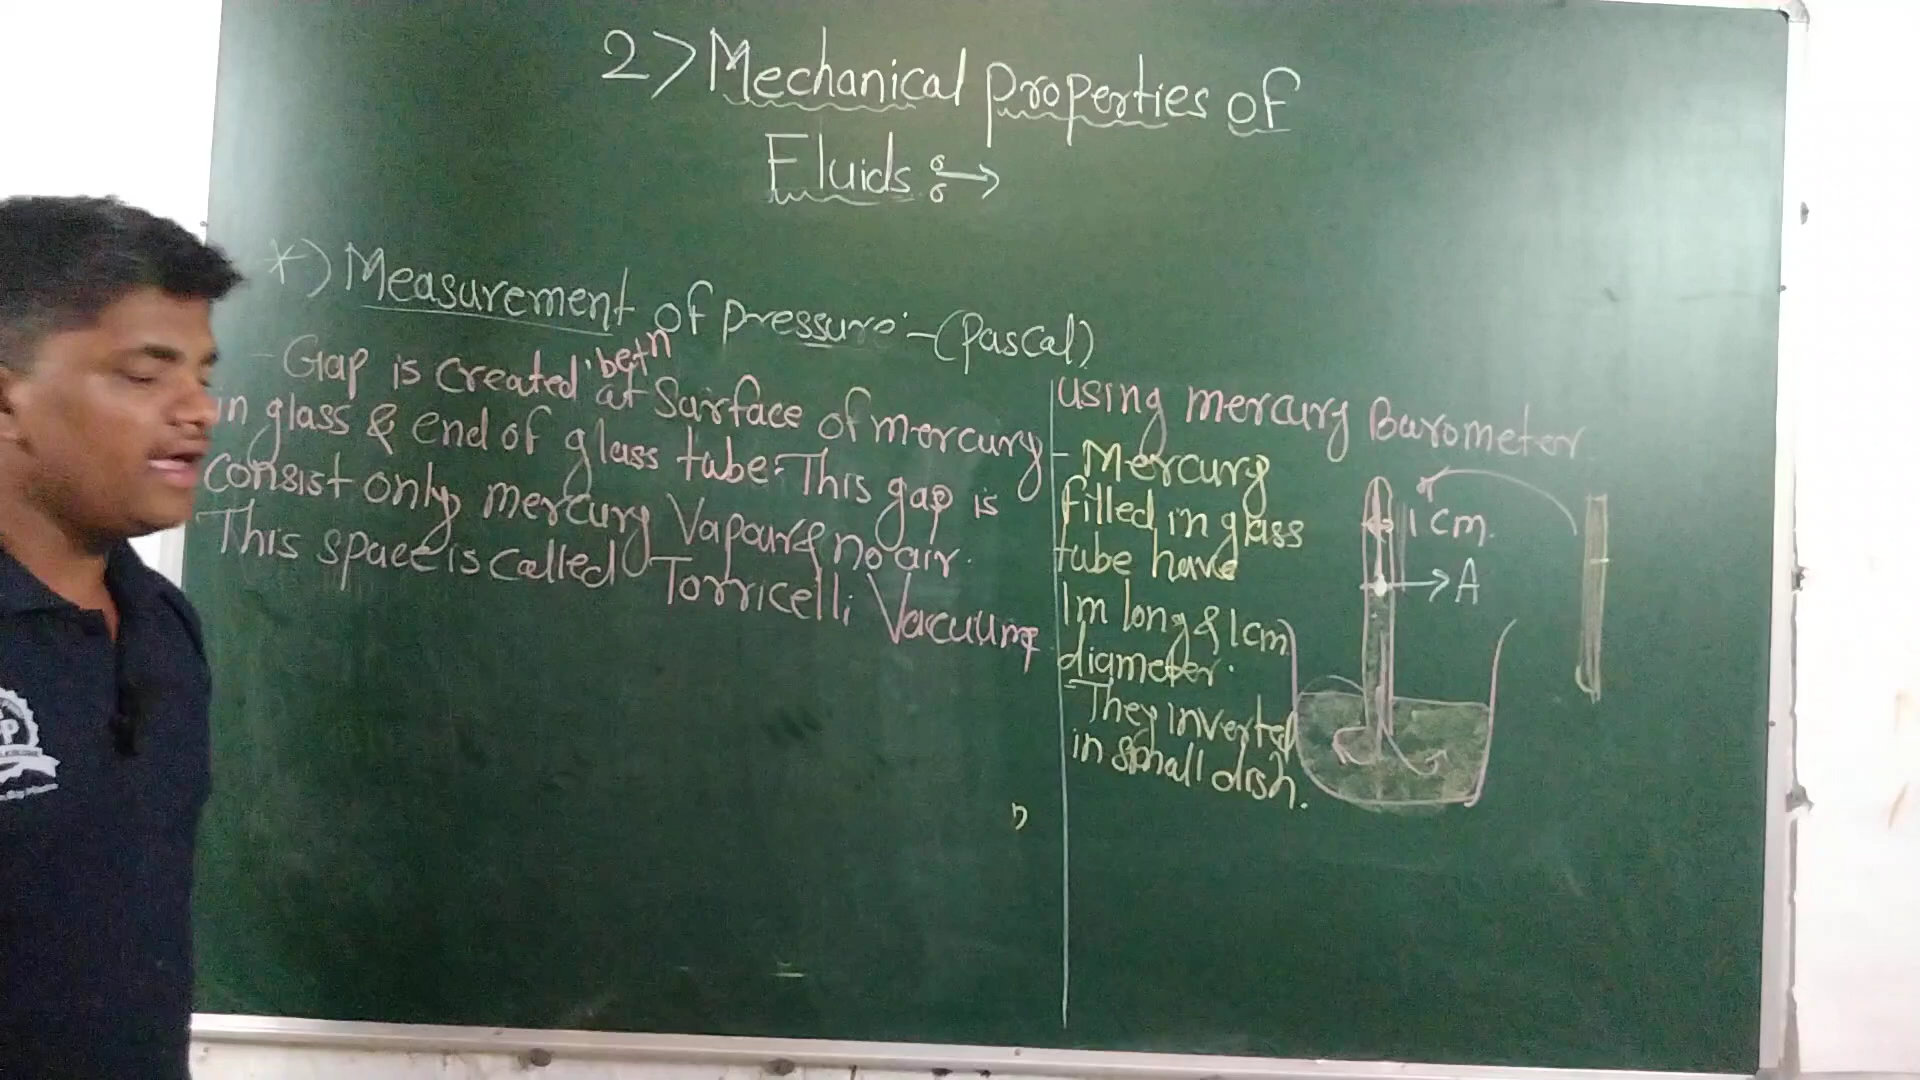 2> Mechanical properties of
Fluids :→
*) Measurement of pressure:- (pascal)
- Gap is created betn
at Surface of mercury
in glass & end of glass tube. This gap is
consist only mercury Vapour & no air.
This space is called Torricelli Vacuum
using mercury Barometer
- Mercury
filled in glass
tube have
1m long & 1cm
diameter.
- They inverted
in small dish.
1 cm.
→ A
P